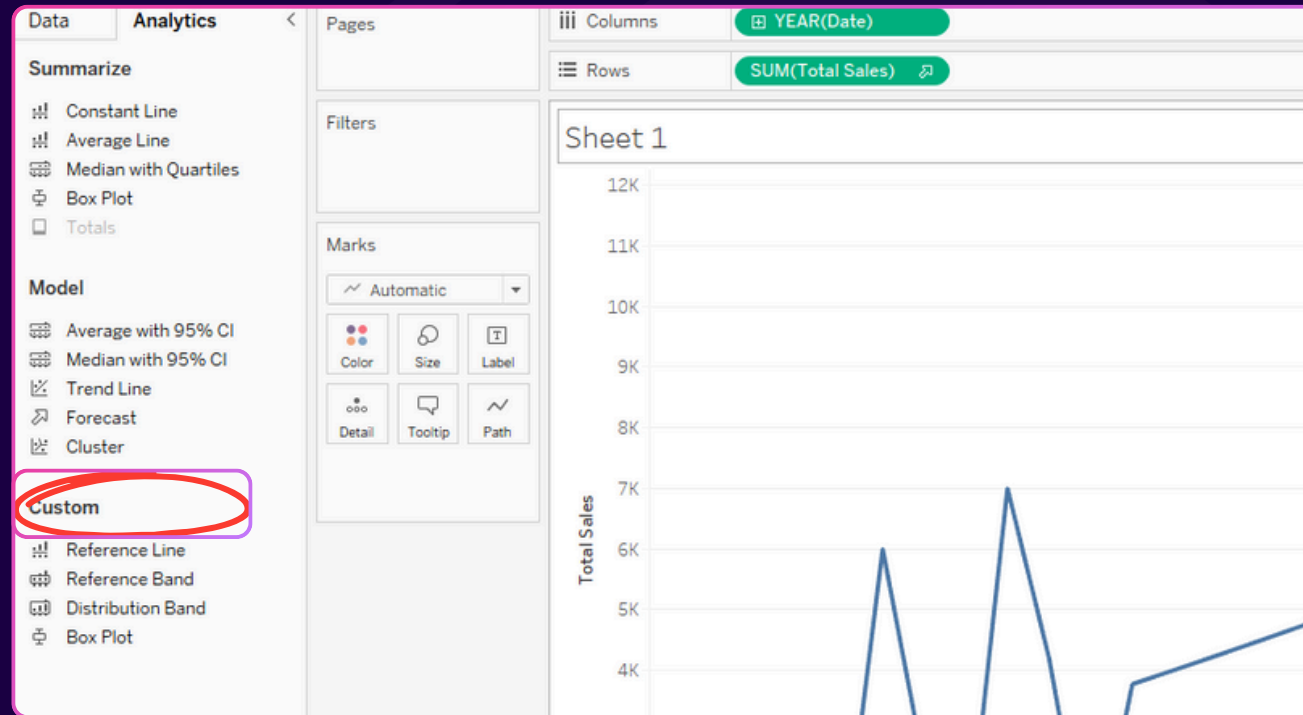 Data
Analytics
Summarize
Constant Line
Average Line
Median with Quartiles
Box Plot
Totals
Model
Average with 95% CI
Median with 95% CI
Trend Line
Forecast
Cluster
Custom
Reference Line
Reference Band
Distribution Band
Box Plot
Pages
Filters
Marks
Automatic
Color
Size
Label
Detail
Tooltip
Path
Columns
YEAR(Date)
Rows
SUM(Total Sales)
Sheet 1
12K
11K
10K
9K
8K
7K
6K
5K
4K
Total Sales